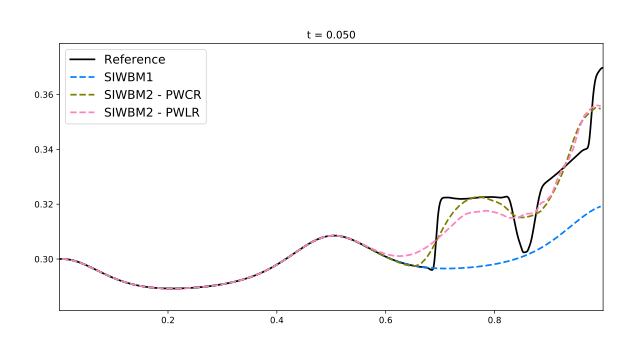 t = 0.050
Reference
SIWBM1
SIWBM2 - PWCR
SIWBM2 - PWLR
0.36
0.34
0.32
0.30
0.2
0.4
0.6
0.8